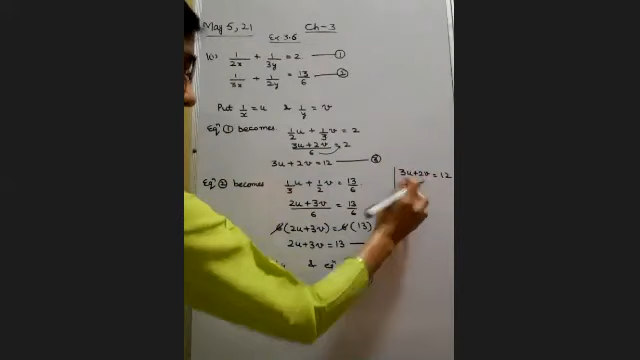 May 5, 21 Ch-3
Ex 3.6
1(i) 1/2x + 1/3y = 2 —— ①
1/3x + 1/2y = 13/6 —— ②
Put 1/x = u & 1/y = v
Eqⁿ ① becomes 1/2 u + 1/3 v = 2
3u + 2v / 6 = 2
3u + 2v = 12 —— ③
Eqⁿ ② becomes 1/3 u + 1/2 v = 13/6
2u + 3v / 6 = 13/6
6(2u + 3v) = 6(13)
2u + 3v = 13 ——
& eqⁿ
3u + 2v = 12